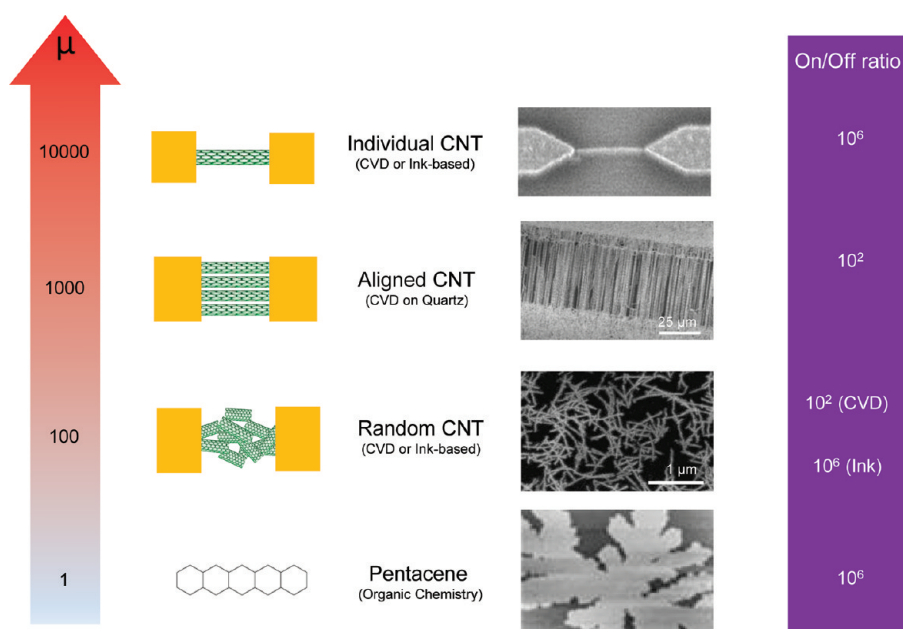 μ
On/Off ratio
10000
Individual CNT
(CVD or Ink-based)
10⁶
1000
Aligned CNT
(CVD on Quartz)
25 μm
10²
100
Random CNT
(CVD or Ink-based)
1 μm
10² (CVD)
10⁶ (Ink)
1
Pentacene
(Organic Chemistry)
10⁶